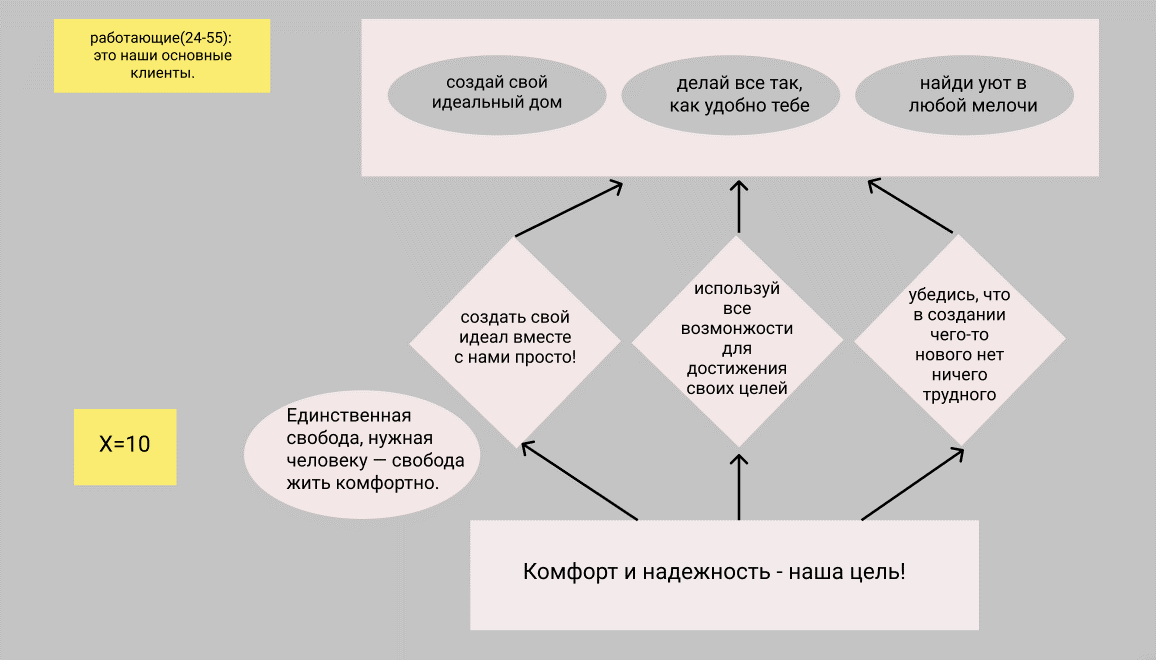 работающие(24-55):
это наши основные
клиенты.
создай свой
идеальный дом
делай все так,
как удобно тебе
найди уют в
любой мелочи
создать свой
идеал вместе
с нами просто!
используй
все
возмонжости
для
достижения
своих целей
убедись, что
в создании
чего-то
нового нет
ничего
трудного
X=10
Единственная
свобода, нужная
человеку — свобода
жить комфортно.
Комфорт и надежность - наша цель!